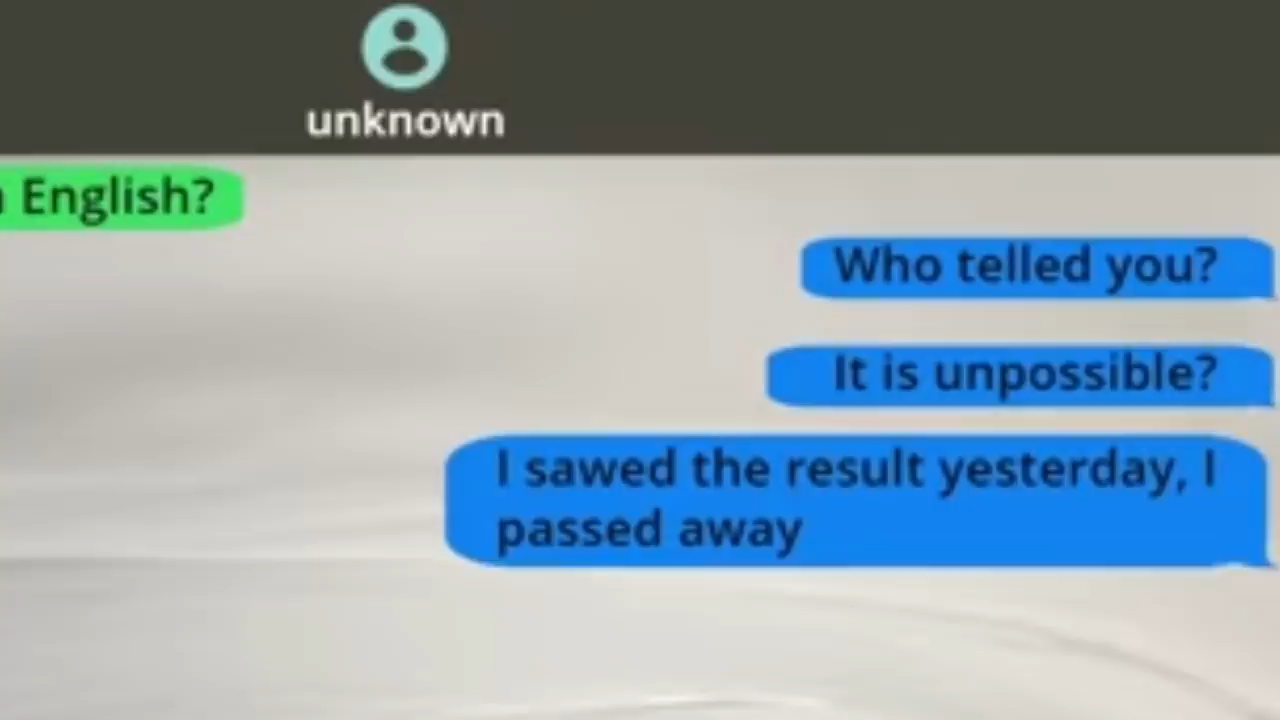 unknown
English?
Who telled you?
It is unpossible?
I sawed the result yesterday, I
passed away